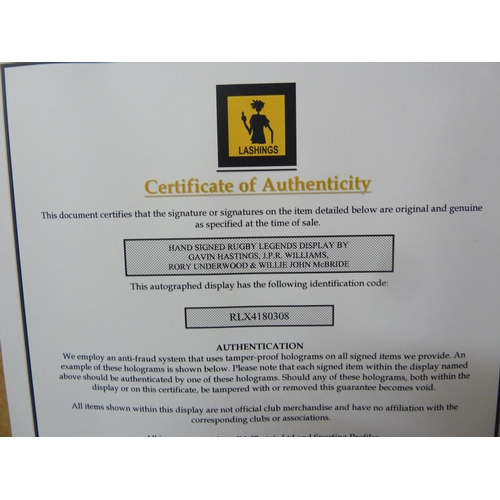 LASHINGS
Certificate of Authenticity
This document certifies that the signature or signatures on the item detailed below are original and genuine
as specified at the time of sale.
HAND SIGNED RUGBY LEGENDS DISPLAY BY
GAVIN HASTINGS, J.P.R. WILLIAMS,
RORY UNDERWOOD & WILLIE JOHN McBRIDE
This autographed display has the following identification code:
RLX4180308
AUTHENTICATION
We employ an anti-fraud system that uses tamper-proof holograms on all signed items we provide. An
example of these holograms is shown below. Please note that each signed item within the display named
above should be authenticated by one of these holograms. Should any of these holograms, both within the
display or on this certificate, be tampered with or removed this guarantee becomes void.
All items shown within this display are not official club merchandise and have no affiliation with the
corresponding clubs or associations.